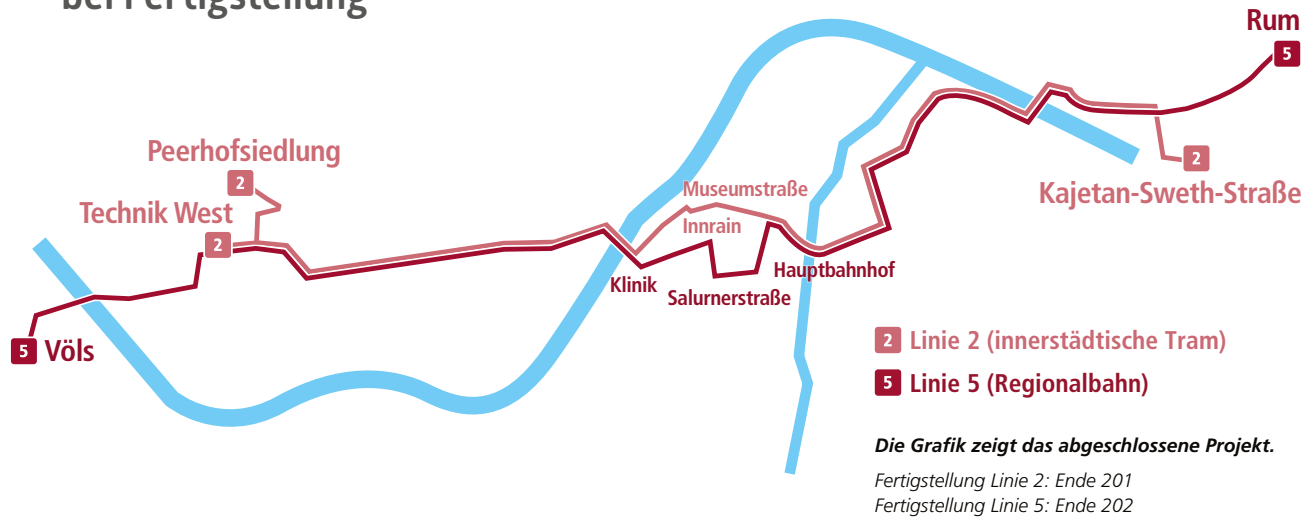 bei Fertigstellung
Rum
5
Peerhofsiedlung
2
Technik West
2
Museumstraße
Innrain
2
Kajetan-Sweth-Straße
Klinik
Hauptbahnhof
Salurnerstraße
5 Völs
2 Linie 2 (innerstädtische Tram)
5 Linie 5 (Regionalbahn)
Die Grafik zeigt das abgeschlossene Projekt.
Fertigstellung Linie 2: Ende 201
Fertigstellung Linie 5: Ende 202